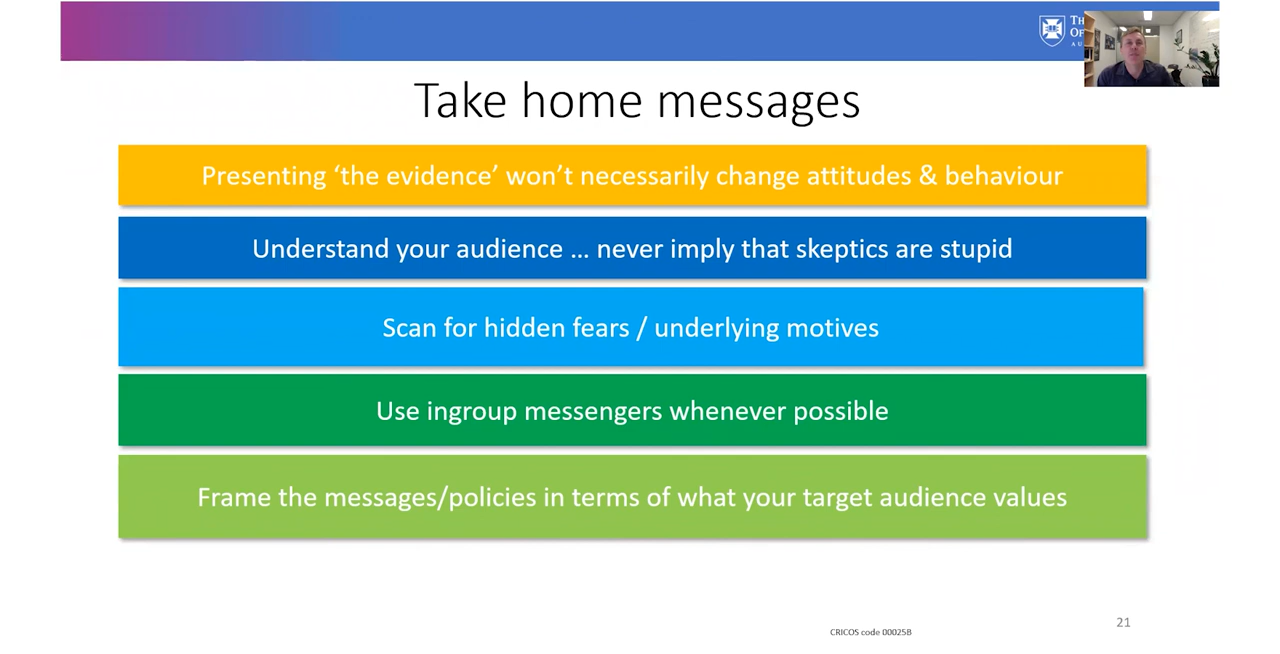 Take home messages
Presenting ‘the evidence’ won’t necessarily change attitudes & behaviour
Understand your audience ... never imply that skeptics are stupid
Scan for hidden fears / underlying motives
Use ingroup messengers whenever possible
Frame the messages/policies in terms of what your target audience values
CRICOS code 00025B
21